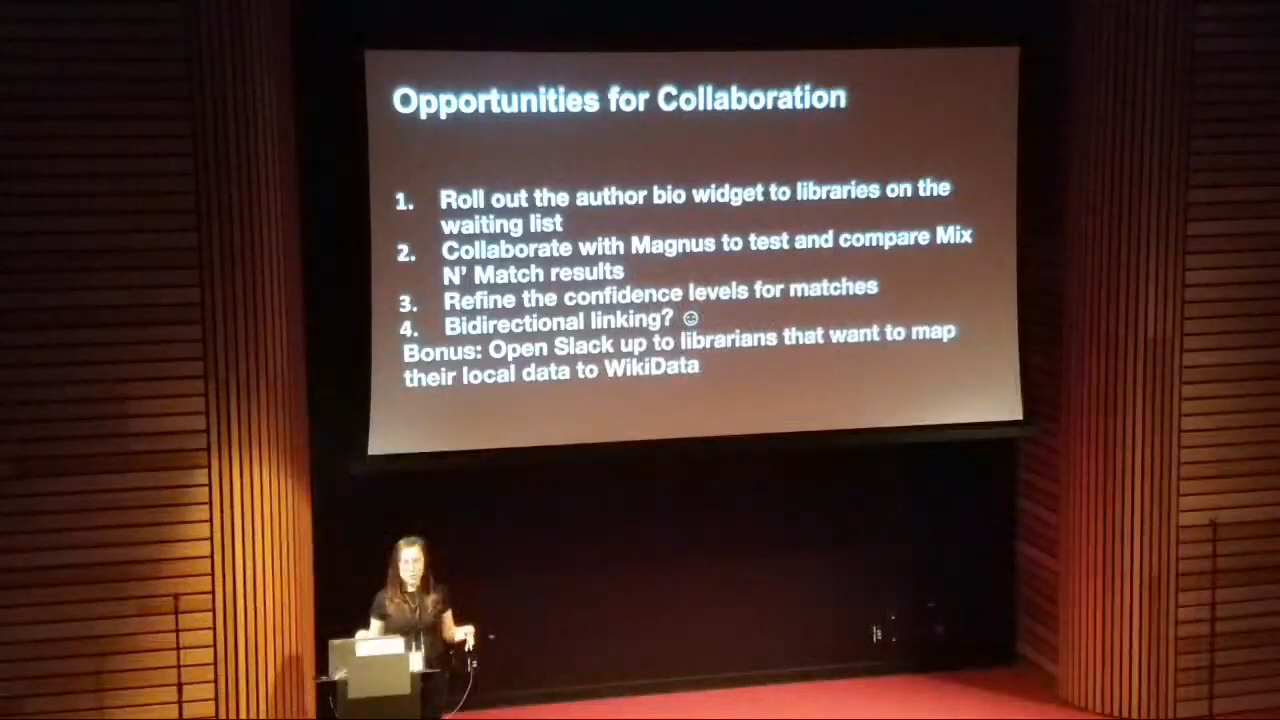 Opportunities for Collaboration
1. Roll out the author bio widget to libraries on the
waiting list
2. Collaborate with Magnus to test and compare Mix
N' Match results
3. Refine the confidence levels for matches
4. Bidirectional linking? ☺
Bonus: Open Slack up to librarians that want to map
their local data to WikiData